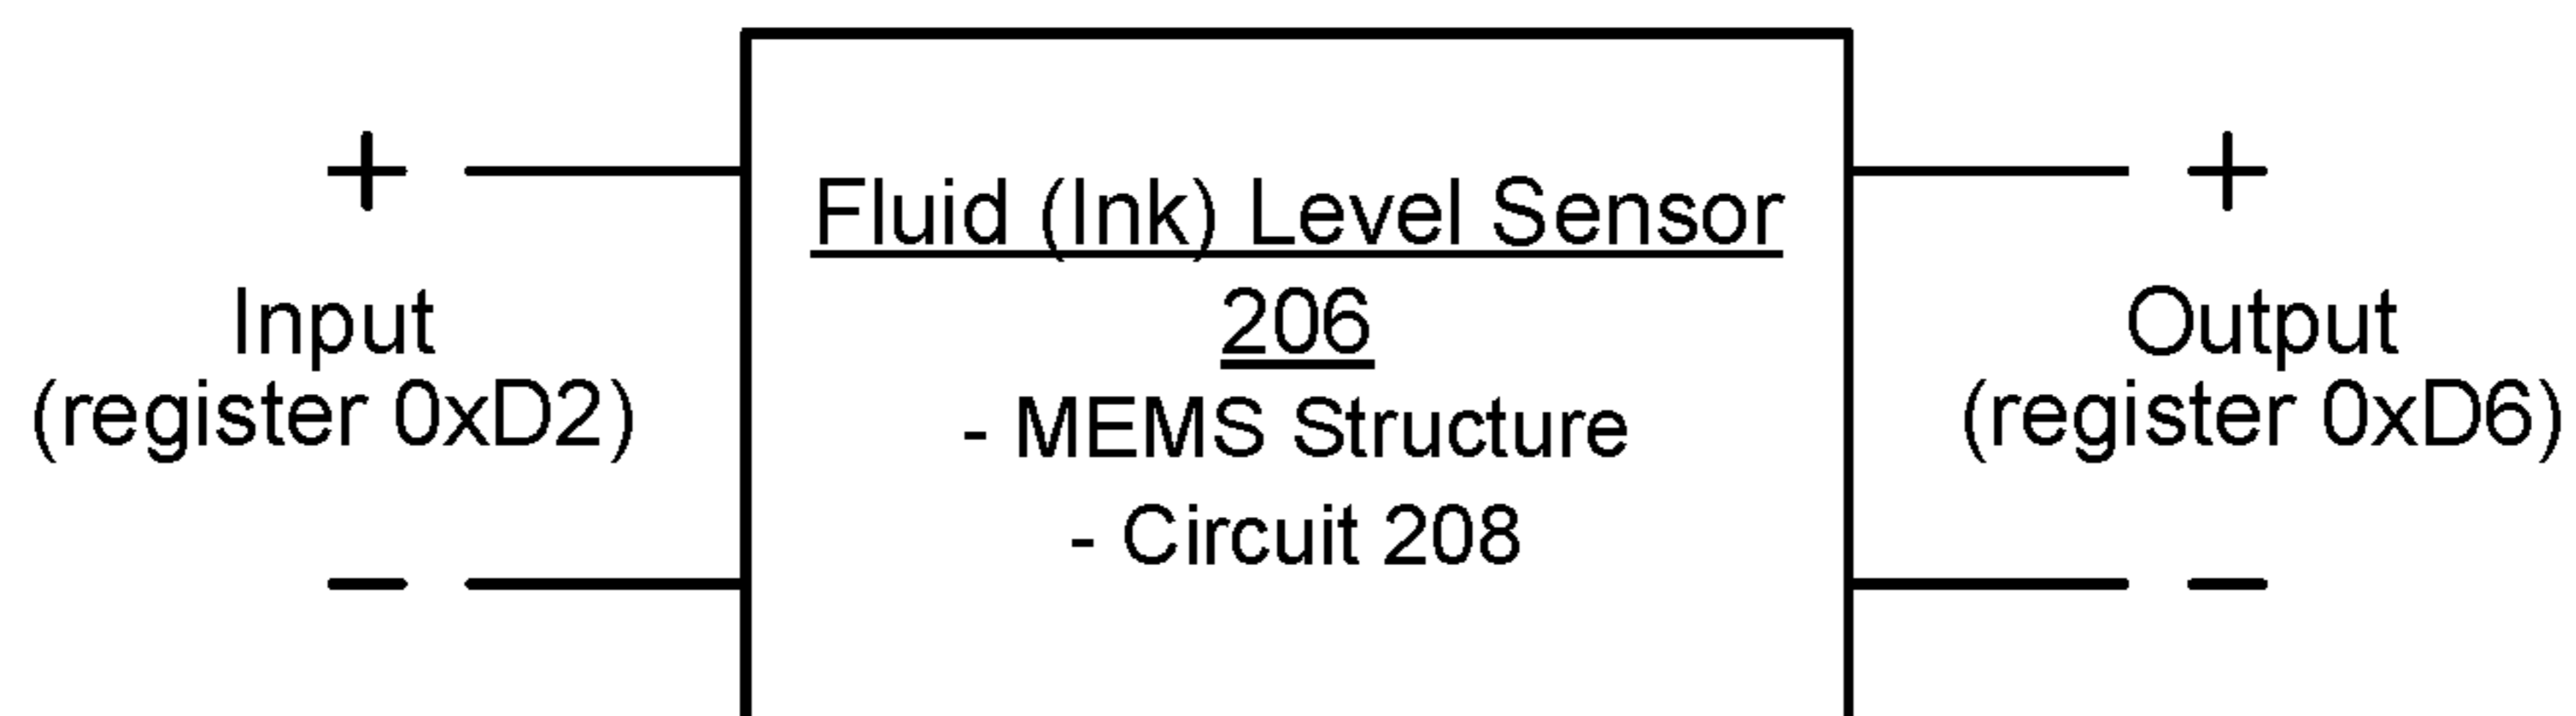 +
+
Fluid (Ink) Level Sensor
206
Input
(register 0xD2)
- MEMS Structure
- Circuit 208
Output
(register 0xD6)
–
–